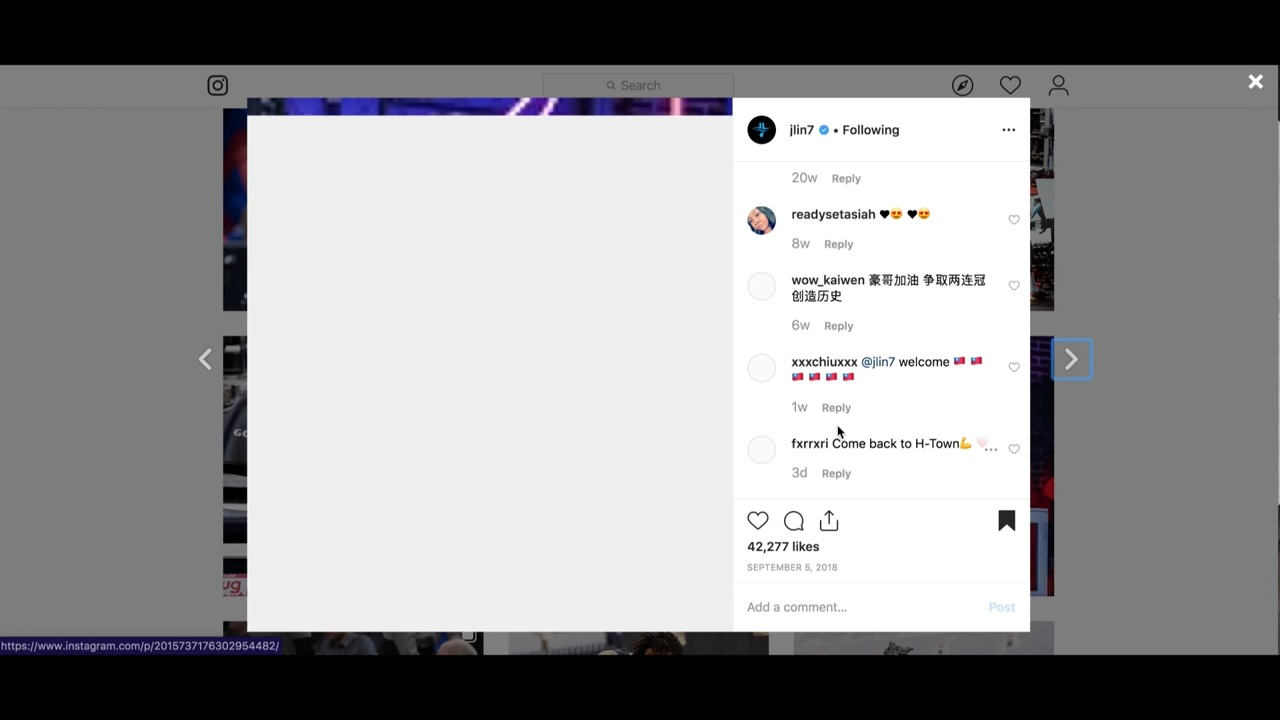 Search
jlin7 • Following
20w Reply
readysetasiah 🖤😍 🖤😍
8w Reply
wow_kaiwen 豪哥加油 争取两连冠
创造历史
6w Reply
xxxchiuxxx @jlin7 welcome 🇹🇼 🇹🇼
🇹🇼 🇹🇼 🇹🇼 🇹🇼
1w Reply
fxrrxri Come back to H-Town💪 🤍
3d Reply
42,277 likes
SEPTEMBER 5, 2018
Add a comment... Post
https://www.instagram.com/p/2015737176302954482/